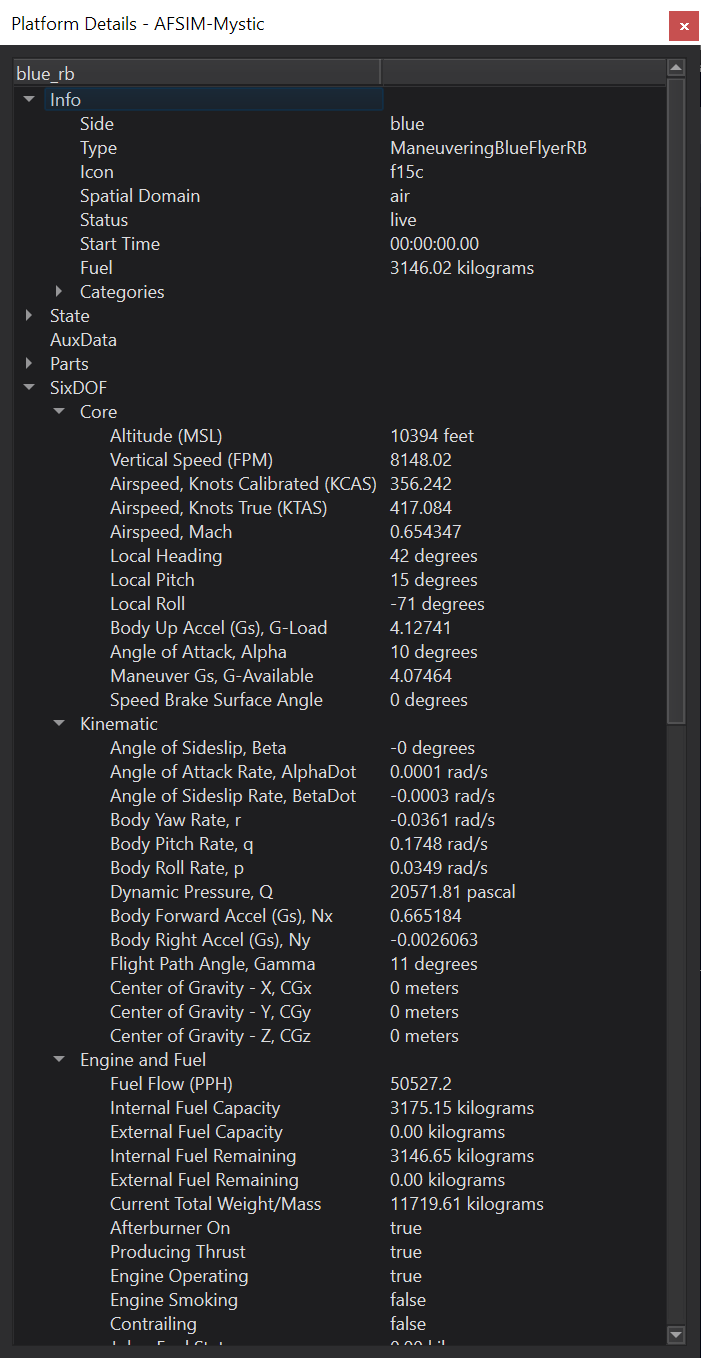 Platform Details - AFSIM-Mystic
blue_rb
Info
Side blue
Type ManeuveringBlueFlyerRB
Icon f15c
Spatial Domain air
Status live
Start Time 00:00:00.00
Fuel 3146.02 kilograms
Categories
State
AuxData
Parts
SixDOF
Core
Altitude (MSL) 10394 feet
Vertical Speed (FPM) 8148.02
Airspeed, Knots Calibrated (KCAS) 356.242
Airspeed, Knots True (KTAS) 417.084
Airspeed, Mach 0.654347
Local Heading 42 degrees
Local Pitch 15 degrees
Local Roll -71 degrees
Body Up Accel (Gs), G-Load 4.12741
Angle of Attack, Alpha 10 degrees
Maneuver Gs, G-Available 4.07464
Speed Brake Surface Angle 0 degrees
Kinematic
Angle of Sideslip, Beta -0 degrees
Angle of Attack Rate, AlphaDot 0.0001 rad/s
Angle of Sideslip Rate, BetaDot -0.0003 rad/s
Body Yaw Rate, r -0.0361 rad/s
Body Pitch Rate, q 0.1748 rad/s
Body Roll Rate, p 0.0349 rad/s
Dynamic Pressure, Q 20571.81 pascal
Body Forward Accel (Gs), Nx 0.665184
Body Right Accel (Gs), Ny -0.0026063
Flight Path Angle, Gamma 11 degrees
Center of Gravity - X, CGx 0 meters
Center of Gravity - Y, CGy 0 meters
Center of Gravity - Z, CGz 0 meters
Engine and Fuel
Fuel Flow (PPH) 50527.2
Internal Fuel Capacity 3175.15 kilograms
External Fuel Capacity 0.00 kilograms
Internal Fuel Remaining 3146.65 kilograms
External Fuel Remaining 0.00 kilograms
Current Total Weight/Mass 11719.61 kilograms
Afterburner On true
Producing Thrust true
Engine Operating true
Engine Smoking false
Contrailing false